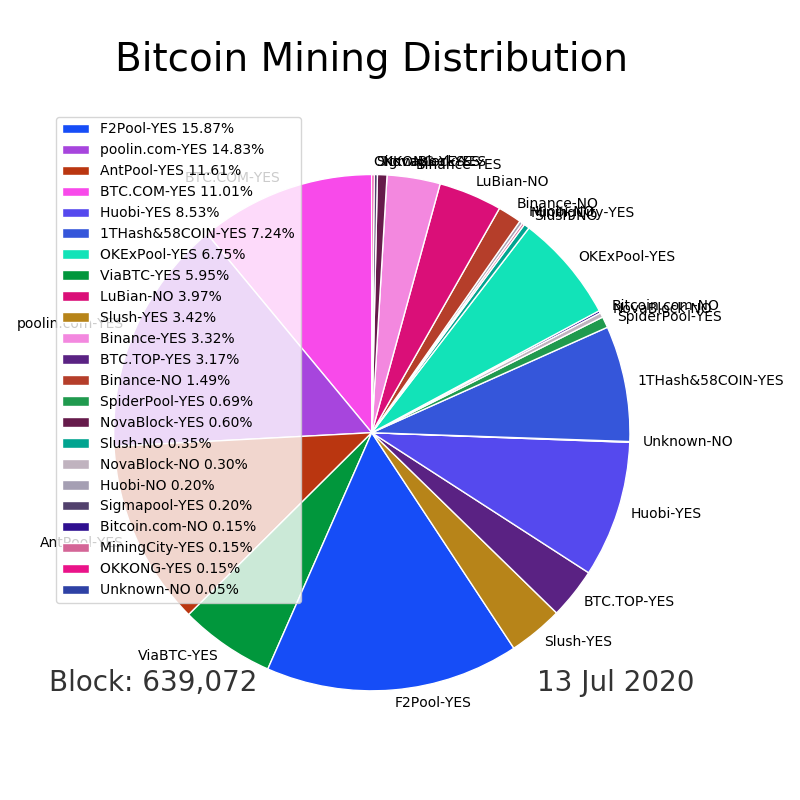 Bitcoin Mining Distribution
F2Pool-YES 15.87%
poolin.com-YES 14.83%
AntPool-YES 11.61%
BTC.COM-YES 11.01%
Huobi-YES 8.53%
1THash&58COIN-YES 7.24%
OKExPool-YES 6.75%
ViaBTC-YES 5.95%
LuBian-NO 3.97%
Slush-YES 3.42%
Binance-YES 3.32%
BTC.TOP-YES 3.17%
Binance-NO 1.49%
SpiderPool-YES 0.69%
NovaBlock-YES 0.60%
Slush-NO 0.35%
NovaBlock-NO 0.30%
Huobi-NO 0.20%
Sigmapool-YES 0.20%
Bitcoin.com-NO 0.15%
MiningCity-YES 0.15%
OKKONG-YES 0.15%
Unknown-NO 0.05%
BTC.COM-YES
poolin.com-YES
AntPool-YES
ViaBTC-YES
F2Pool-YES
Slush-YES
BTC.TOP-YES
Huobi-YES
Unknown-NO
1THash&58COIN-YES
SpiderPool-YES
NovaBlock-NO
Bitcoin.com-NO
OKExPool-YES
Slush-NO
Binance-NO
LuBian-NO
Binance-YES
Block: 639,072
13 Jul 2020